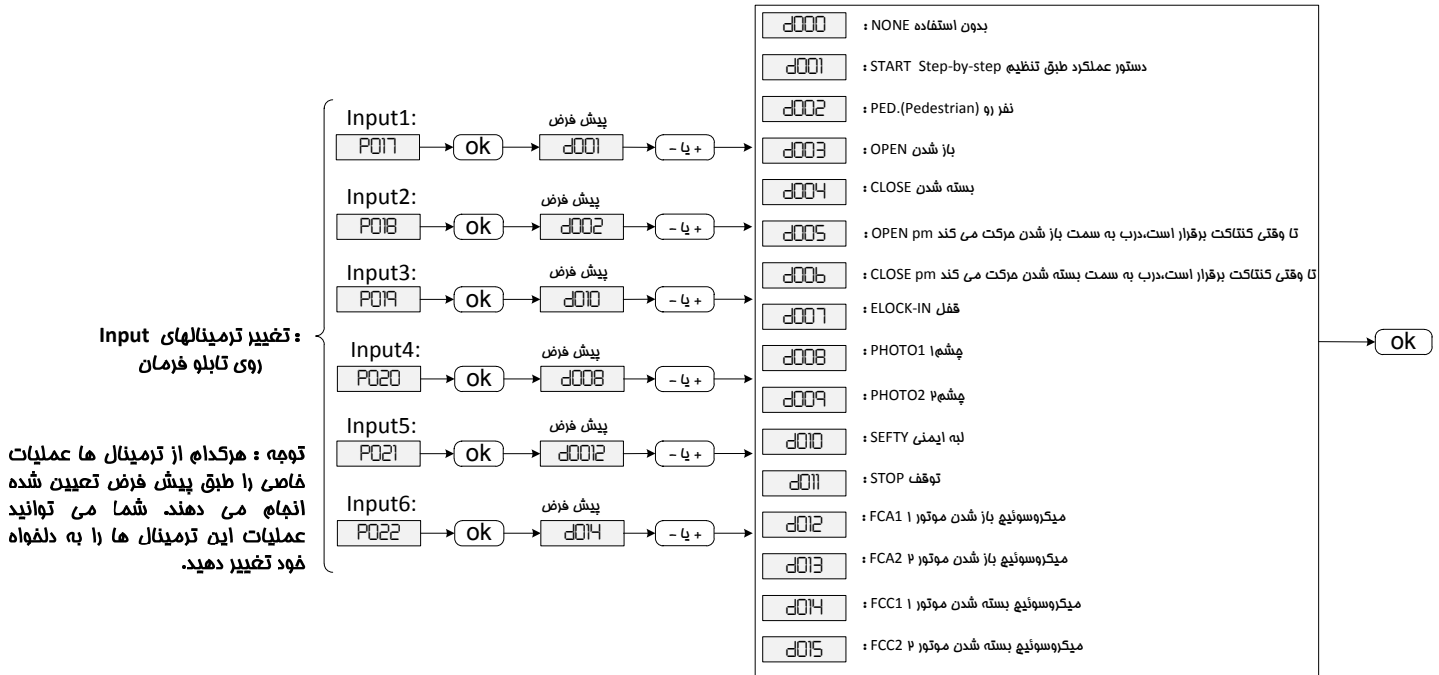 تغییر ترمینالهای Input :
روی تابلو فرمان
توجه : هرکدام از ترمینال ها عملیات
خاصی را طبق پیش فرض تعیین شده
انجام می دهند. شما می توانید
عملیات این ترمینال ها را به دلخواه
خود تغییر دهید.
Input1:
پیش فرض
P017 ok d001 + یا -
Input2:
پیش فرض
P018 ok d002 + یا -
Input3:
پیش فرض
P019 ok d010 + یا -
Input4:
پیش فرض
P020 ok d008 + یا -
Input5:
پیش فرض
P021 ok d0012 + یا -
Input6:
پیش فرض
P022 ok d014 + یا -
d000 : NONE بدون استفاده
d001 : START Step-by-step دستور عملکرد طبق تنظیم
d002 : PED.(Pedestrian) نفر رو
d003 : OPEN باز شدن
d004 : CLOSE بسته شدن
d005 : OPEN pm تا وقتی کنتاکت برقرار است،درب به سمت باز شدن حرکت می کند
d006 : CLOSE pm تا وقتی کنتاکت برقرار است،درب به سمت بسته شدن حرکت می کند
d007 : ELOCK-IN قفل
d008 : PHOTO1 چشم۱
d009 : PHOTO2 چشم۲
d010 : SEFTY لبه ایمنی
d011 : STOP توقف
d012 : FCA1 میکروسوئیچ باز شدن موتور ۱
d013 : FCA2 میکروسوئیچ باز شدن موتور ۲
d014 : FCC1 میکروسوئیچ بسته شدن موتور ۱
d015 : FCC2 میکروسوئیچ بسته شدن موتور ۲
ok